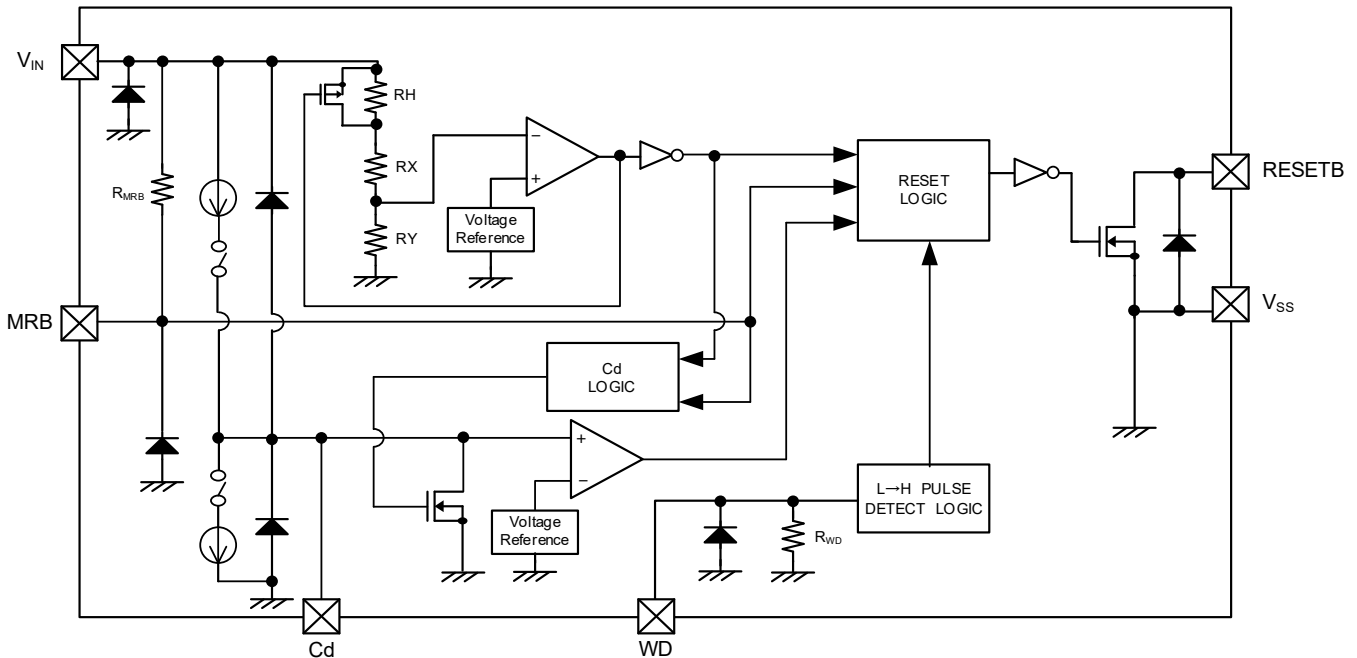 VIN
RH
RX
RMRB
RY
−
+
Voltage
Reference
RESET
LOGIC
RESETB
VSS
MRB
Cd
LOGIC
+
−
Voltage
Reference
L→H PULSE
DETECT LOGIC
RWD
Cd
WD